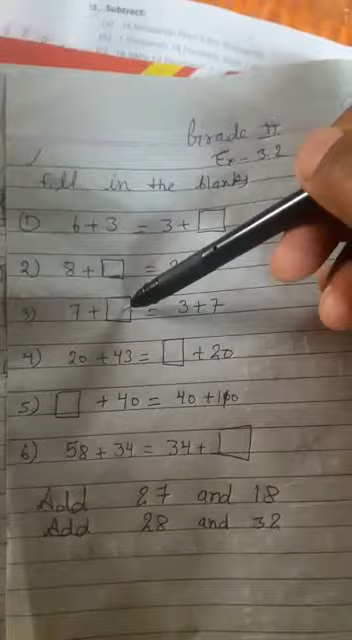 13. Subtract:
Grade II
Ex - 3.2
Fill in the blanks
① 6 + 3 = 3 + □
2) 8 + □ =
3) 7 + □ = 3 + 7
4) 20 + 43 = □ + 20
5) □ + 40 = 40 + 100
6) 58 + 34 = 34 + □
Add 27 and 18
Add 28 and 32